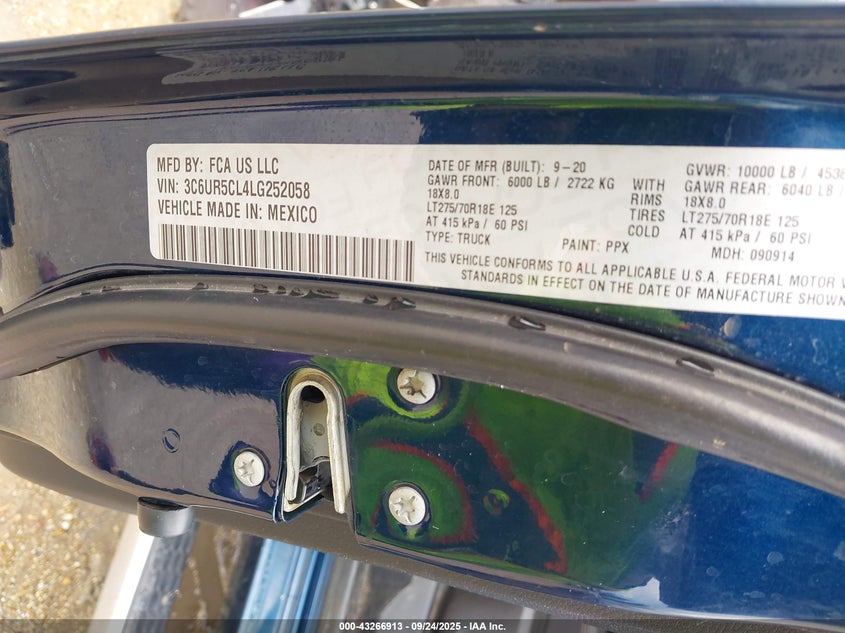 MFD BY: FCA US LLC
VIN: 3C6UR5CL4LG252058
VEHICLE MADE IN: MEXICO
DATE OF MFR (BUILT): 9-20
GAWR FRONT: 6000 LB / 2722 KG
18X8.0
LT275/70R18E 125
AT 415 kPa / 60 PSI
TYPE: TRUCK
PAINT: PPX
WITH
RIMS
TIRES
COLD
GVWR: 10000 LB / 4536
GAWR REAR: 6040 LB /
18X8.0
LT275/70R18E 125
AT 415 kPa / 60 PSI
MDH: 090914
THIS VEHICLE CONFORMS TO ALL APPLICABLE U.S.A. FEDERAL MOTOR V
STANDARDS IN EFFECT ON THE DATE OF MANUFACTURE SHOWN
000-43266913 - 09/24/2025 - IAA Inc.